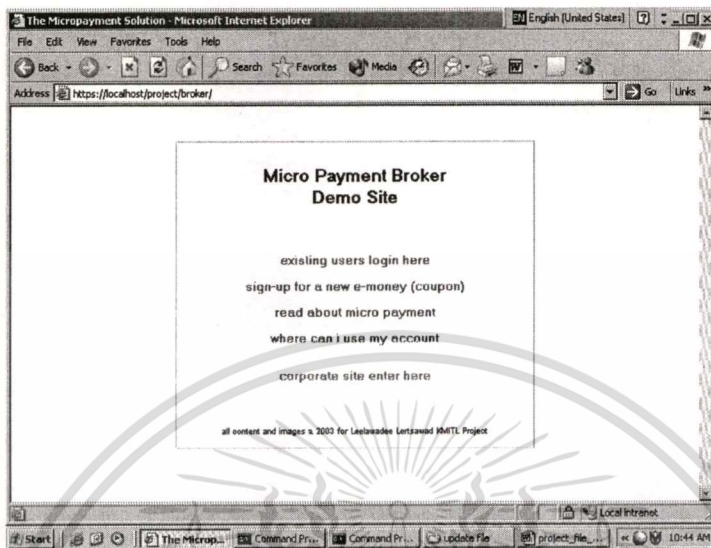 The Micropayment Solution - Microsoft Internet Explorer
EN English (United States)
File Edit View Favorites Tools Help
Back Search Favorites Media
Address https://localhost/project/broker/ Go Links »
Micro Payment Broker
Demo Site
existing users login here
sign-up for a new e-money (coupon)
read about micro payment
where can i use my account
corporate site enter here
all content and images © 2003 for Leelawadee Lertsawad KMITL Project
Local intranet
Start The Microp... Command Pr... Command Pr... update file project_file_... « 10:44 AM